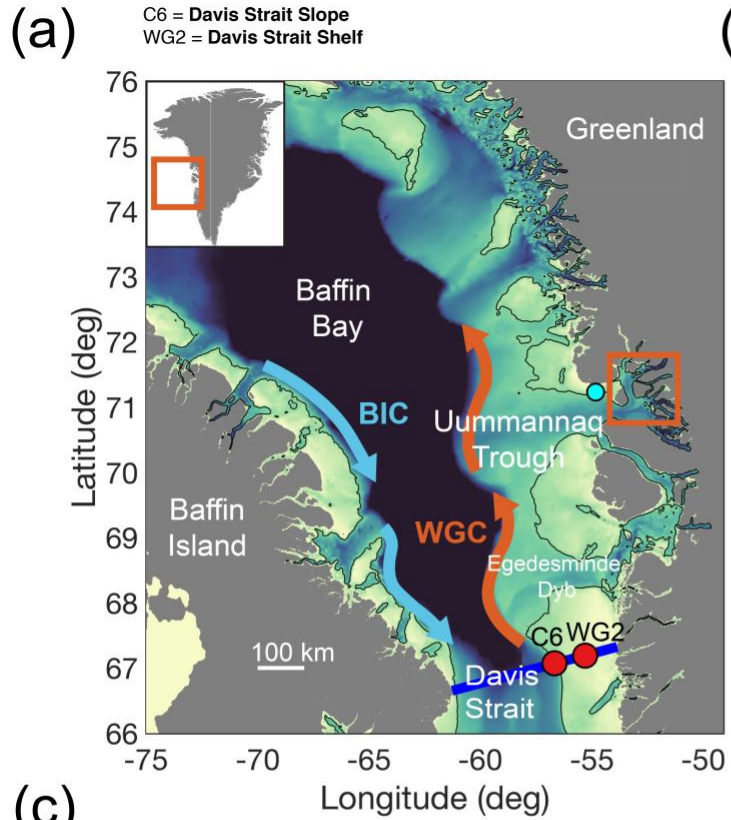 (a)
C6 = Davis Strait Slope
WG2 = Davis Strait Shelf
(
76
75
74
73
72
71
70
69
68
67
66
Latitude (deg)
Greenland
Baffin
Bay
BIC
Uummannaq
Trough
Baffin
Island
WGC
Egedesminde
Dyb
100 km
C6 WG2
Davis
Strait
-75 -70 -65 -60 -55 -50
Longitude (deg)
(c)